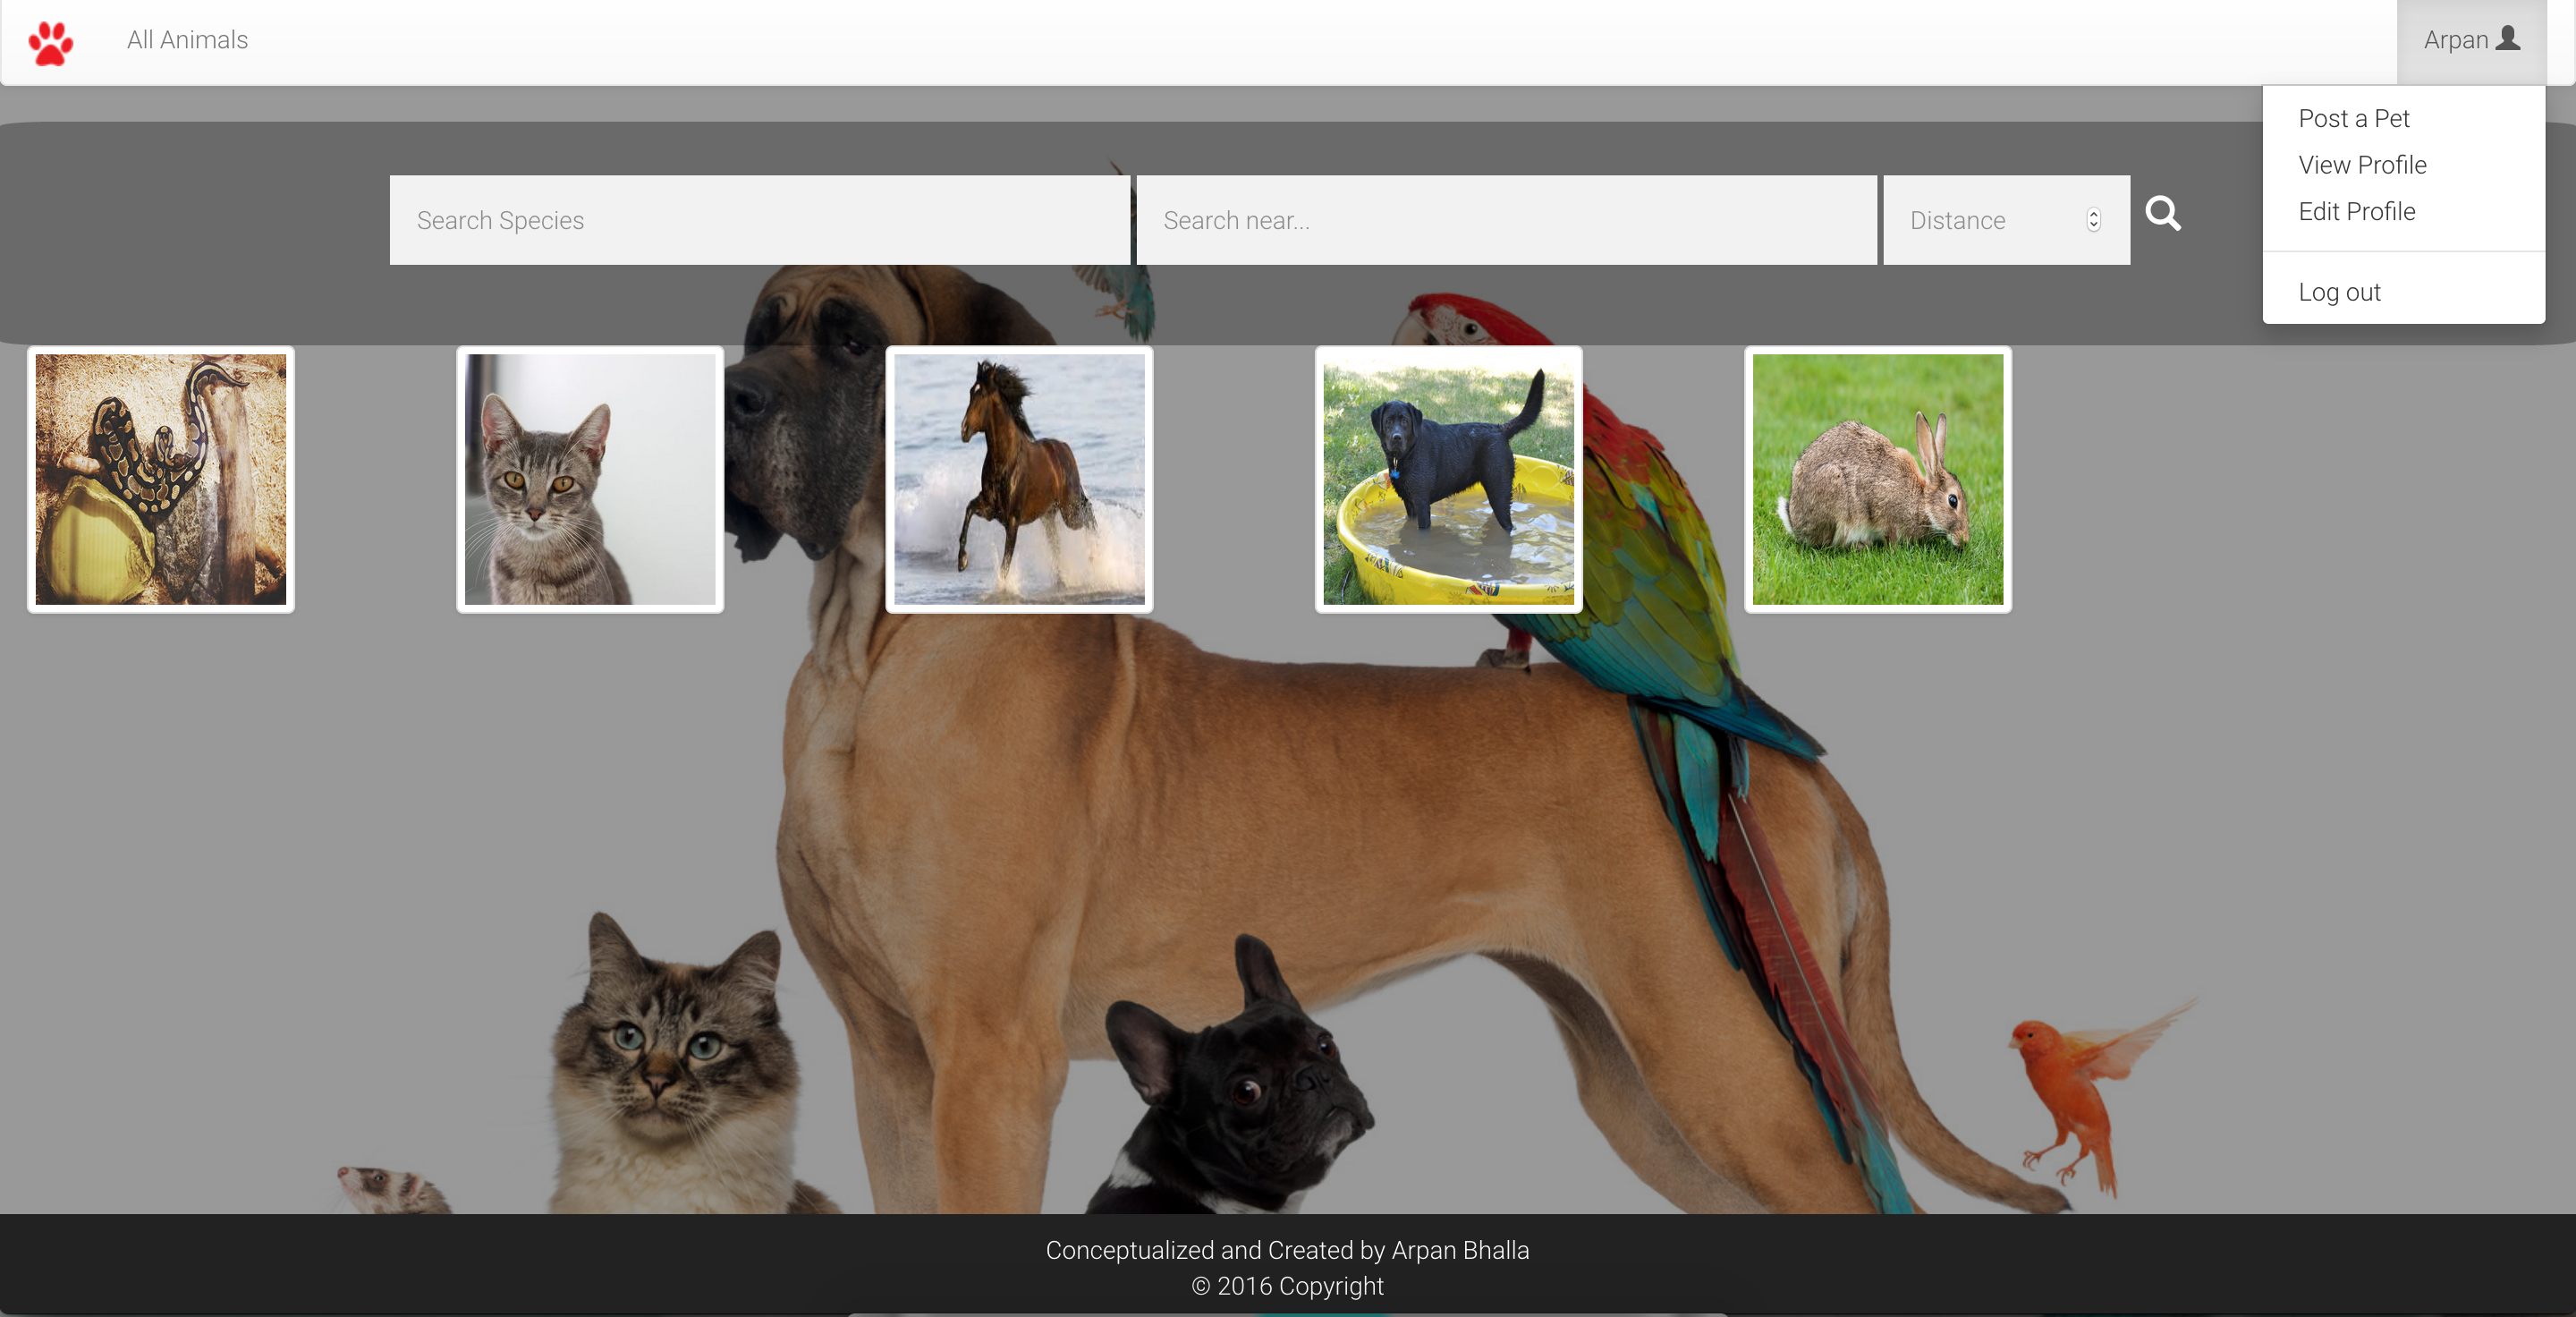 All Animals
Arpan
Post a Pet
View Profile
Edit Profile
Log out
Search Species
Search near...
Distance
Conceptualized and Created by Arpan Bhalla
© 2016 Copyright